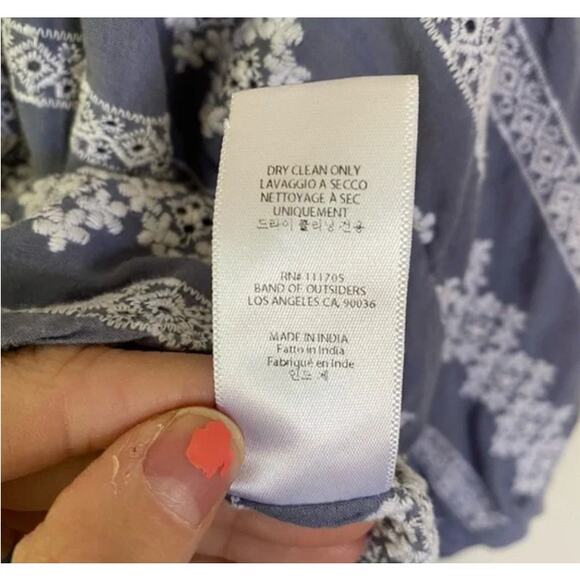 DRY CLEAN ONLY
LAVAGGIO A SECCO
NETTOYAGE À SEC
UNIQUEMENT
드라이 클리닝 전용
RN# 111705
BAND OF OUTSIDERS
LOS ANGELES CA, 90036
MADE IN INDIA
Fatto in India
Fabriqué en Inde
인도 제